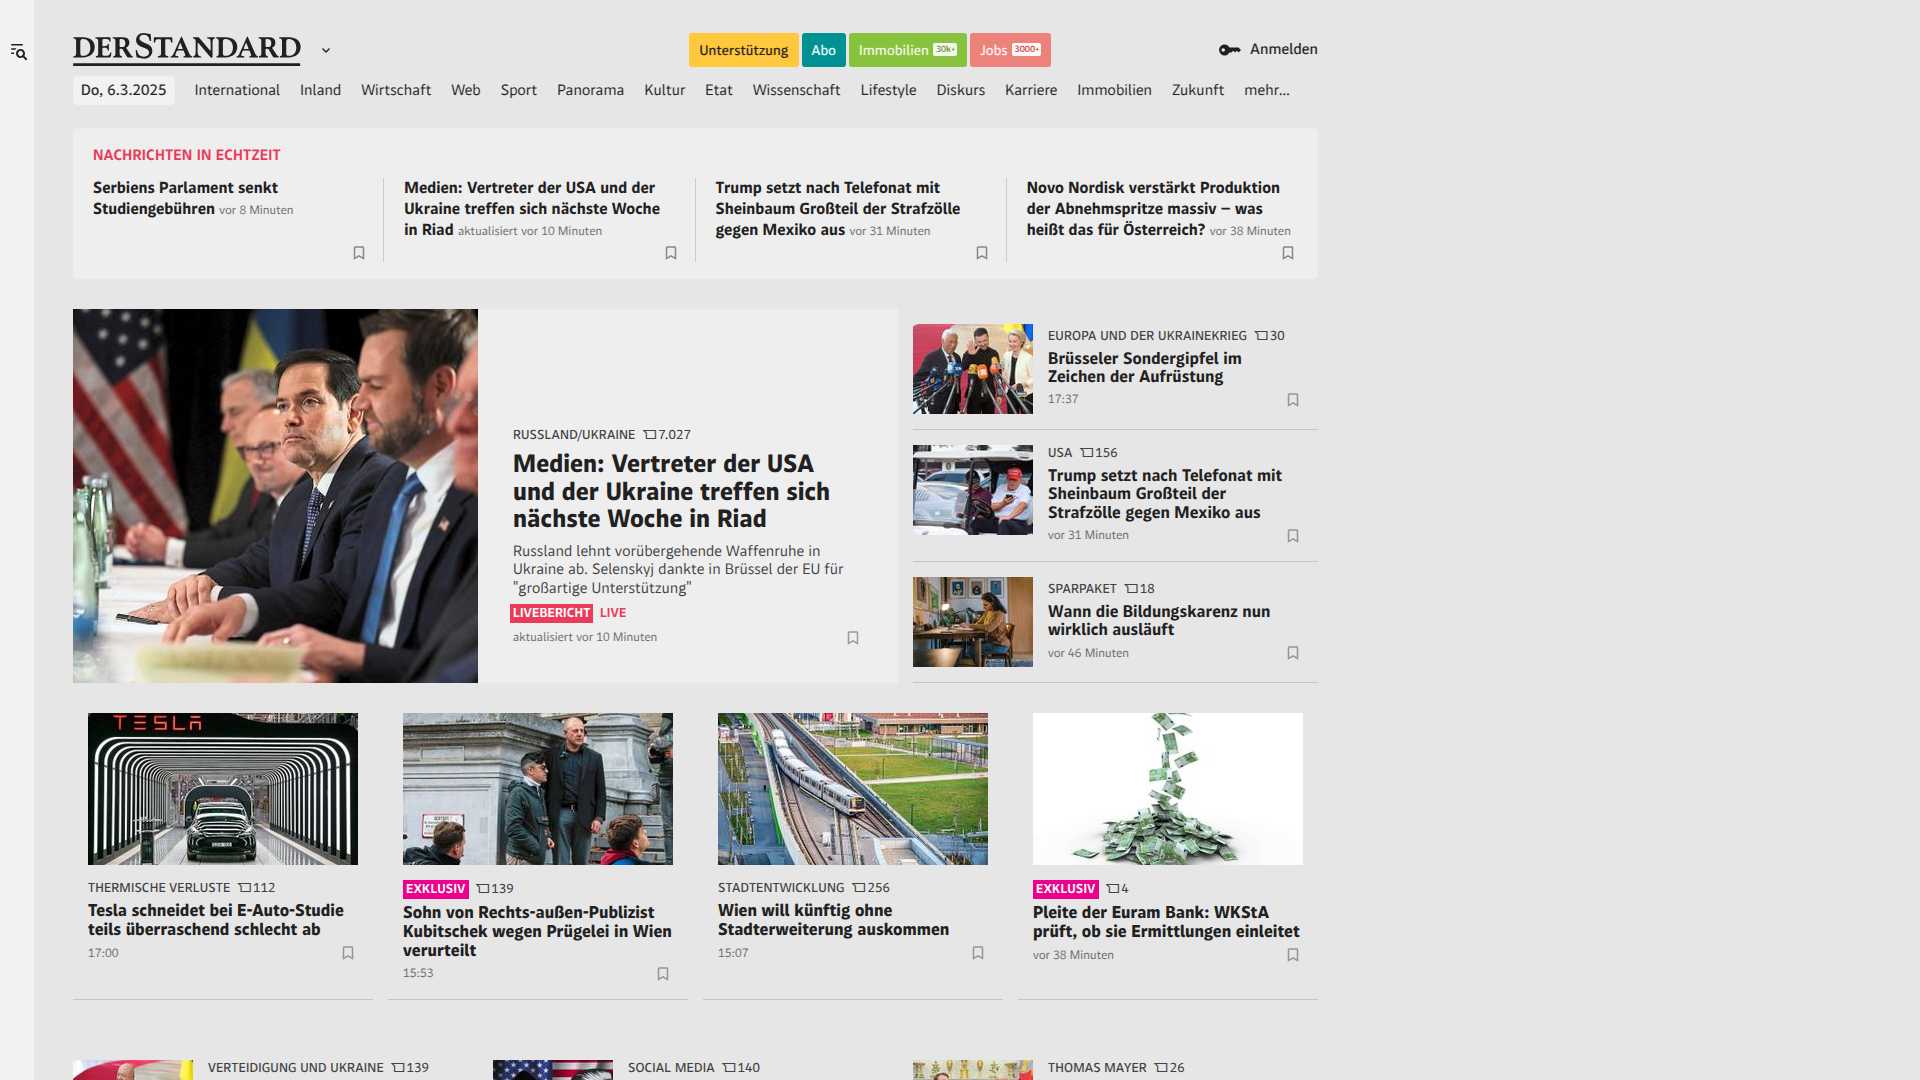 DERSTANDARD
Unterstützung
Abo
Immobilien 30k+
Jobs 3000+
Anmelden
Do, 6.3.2025
International
Inland
Wirtschaft
Web
Sport
Panorama
Kultur
Etat
Wissenschaft
Lifestyle
Diskurs
Karriere
Immobilien
Zukunft
mehr...
NACHRICHTEN IN ECHTZEIT
Serbiens Parlament senkt
Studiengebühren vor 8 Minuten
Medien: Vertreter der USA und der
Ukraine treffen sich nächste Woche
in Riad aktualisiert vor 10 Minuten
Trump setzt nach Telefonat mit
Sheinbaum Großteil der Strafzölle
gegen Mexiko aus vor 31 Minuten
Novo Nordisk verstärkt Produktion
der Abnehmspritze massiv – was
heißt das für Österreich? vor 38 Minuten
RUSSLAND/UKRAINE 7.027
Medien: Vertreter der USA
und der Ukraine treffen sich
nächste Woche in Riad
Russland lehnt vorübergehende Waffenruhe in
Ukraine ab. Selenskyj dankte in Brüssel der EU für
"großartige Unterstützung"
LIVEBERICHT LIVE
aktualisiert vor 10 Minuten
EUROPA UND DER UKRAINEKRIEG 30
Brüsseler Sondergipfel im
Zeichen der Aufrüstung
17:37
USA 156
Trump setzt nach Telefonat mit
Sheinbaum Großteil der
Strafzölle gegen Mexiko aus
vor 31 Minuten
SPARPAKET 18
Wann die Bildungskarenz nun
wirklich ausläuft
vor 46 Minuten
TESLA
THERMISCHE VERLUSTE 112
Tesla schneidet bei E-Auto-Studie
teils überraschend schlecht ab
17:00
EXKLUSIV 139
Sohn von Rechts-außen-Publizist
Kubitschek wegen Prügelei in Wien
verurteilt
15:53
STADTENTWICKLUNG 256
Wien will künftig ohne
Stadterweiterung auskommen
15:07
EXKLUSIV 4
Pleite der Euram Bank: WKStA
prüft, ob sie Ermittlungen einleitet
vor 38 Minuten
VERTEIDIGUNG UND UKRAINE 139
SOCIAL MEDIA 140
THOMAS MAYER 26